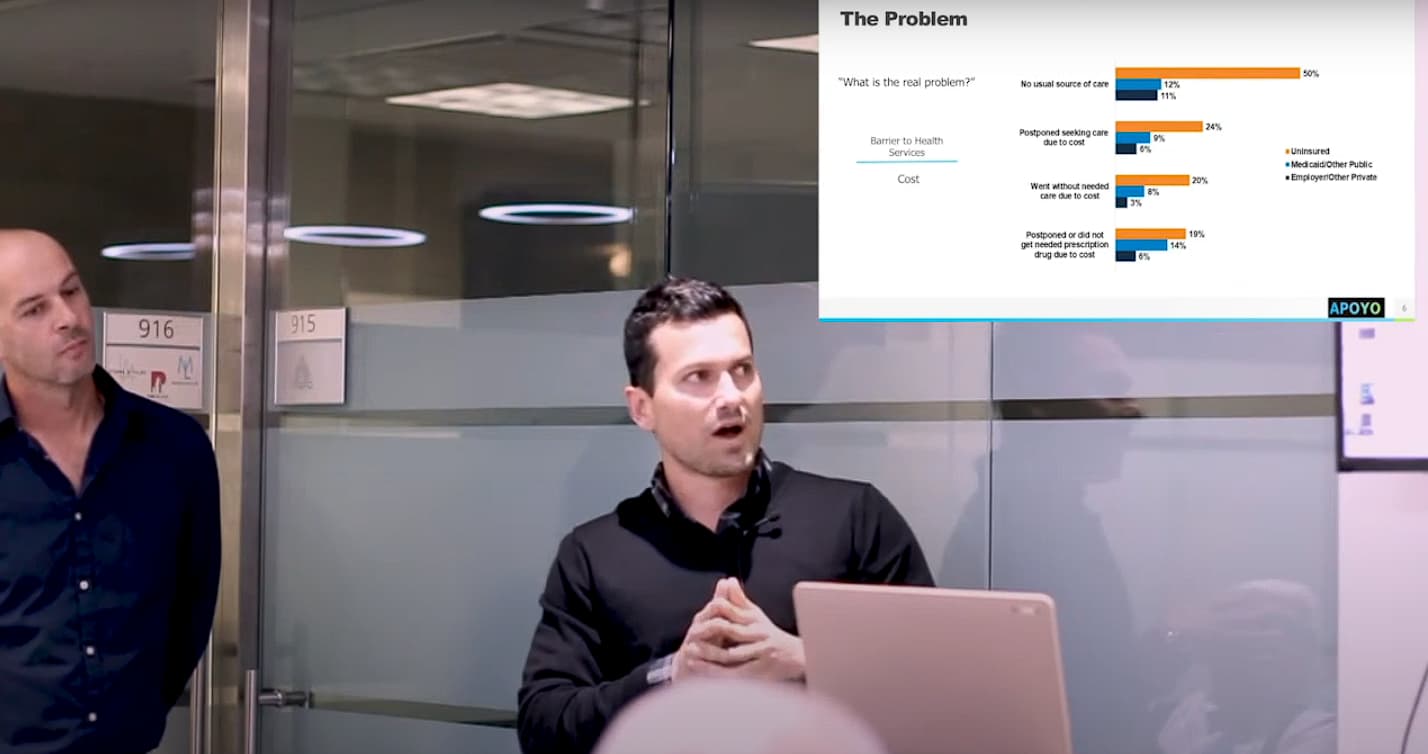 The Problem
"What is the real problem?"
Barrier to Health
Services
Cost
No usual source of care
50%
12%
11%
Postponed seeking care
due to cost
24%
9%
6%
Went without needed
care due to cost
20%
8%
3%
Postponed or did not
get needed prescription
drug due to cost
19%
14%
6%
Uninsured
Medicaid/Other Public
Employer/Other Private
APOYO
6
916
915